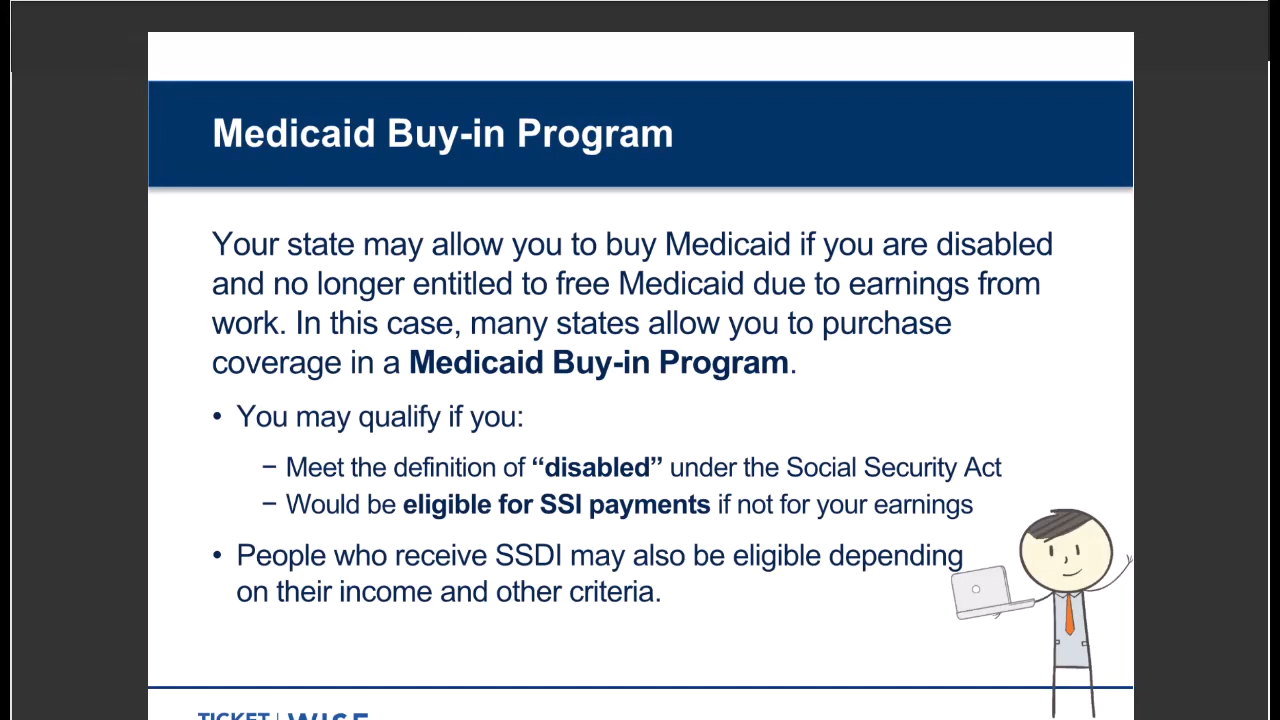 Medicaid Buy-in Program
Your state may allow you to buy Medicaid if you are disabled
and no longer entitled to free Medicaid due to earnings from
work. In this case, many states allow you to purchase
coverage in a Medicaid Buy-in Program.
• You may qualify if you:
− Meet the definition of “disabled” under the Social Security Act
− Would be eligible for SSI payments if not for your earnings
• People who receive SSDI may also be eligible depending
on their income and other criteria.
TICKET | WISE